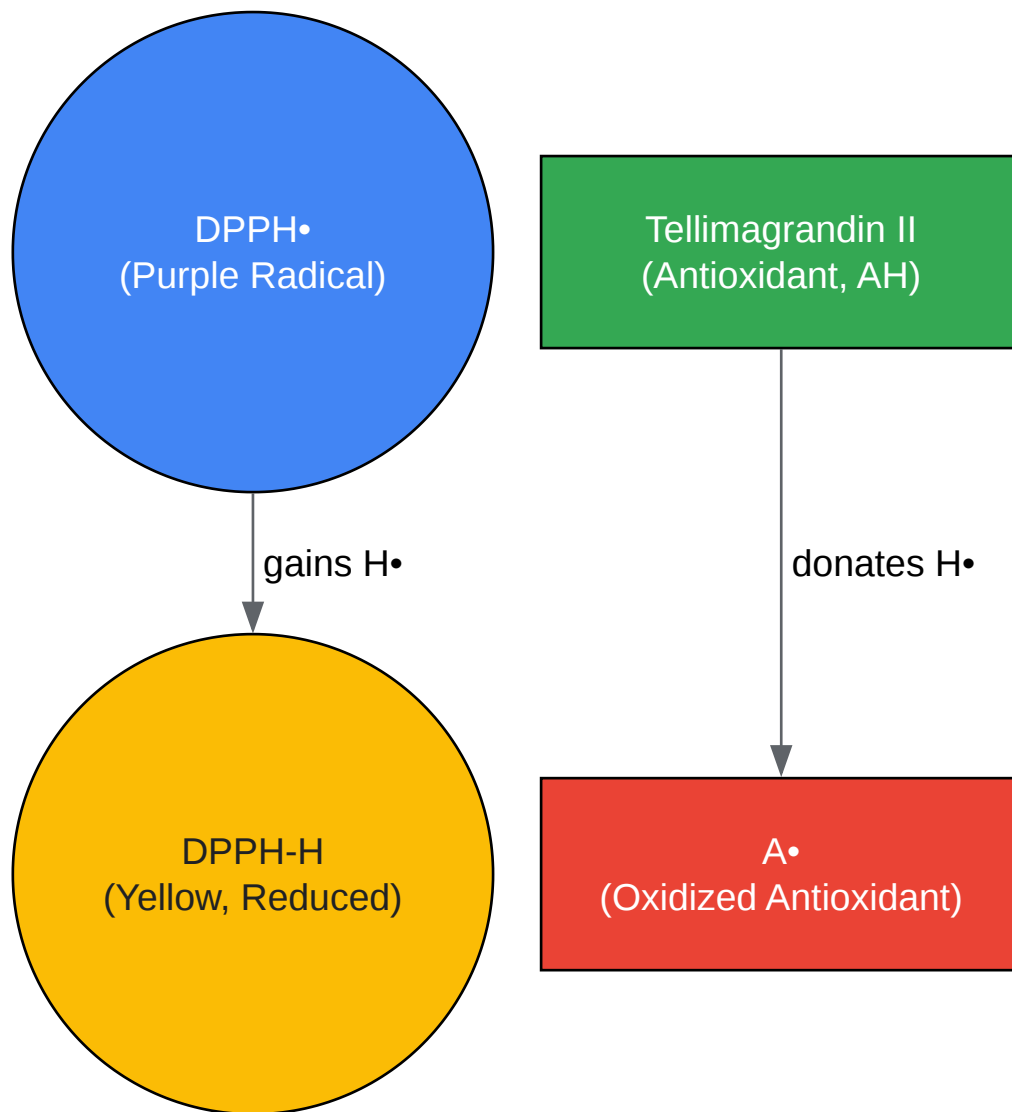 DPPH•
(Purple Radical)
Tellimagrandin II
(Antioxidant, AH)
gains H•
donates H•
DPPH-H
(Yellow, Reduced)
A•
(Oxidized Antioxidant)